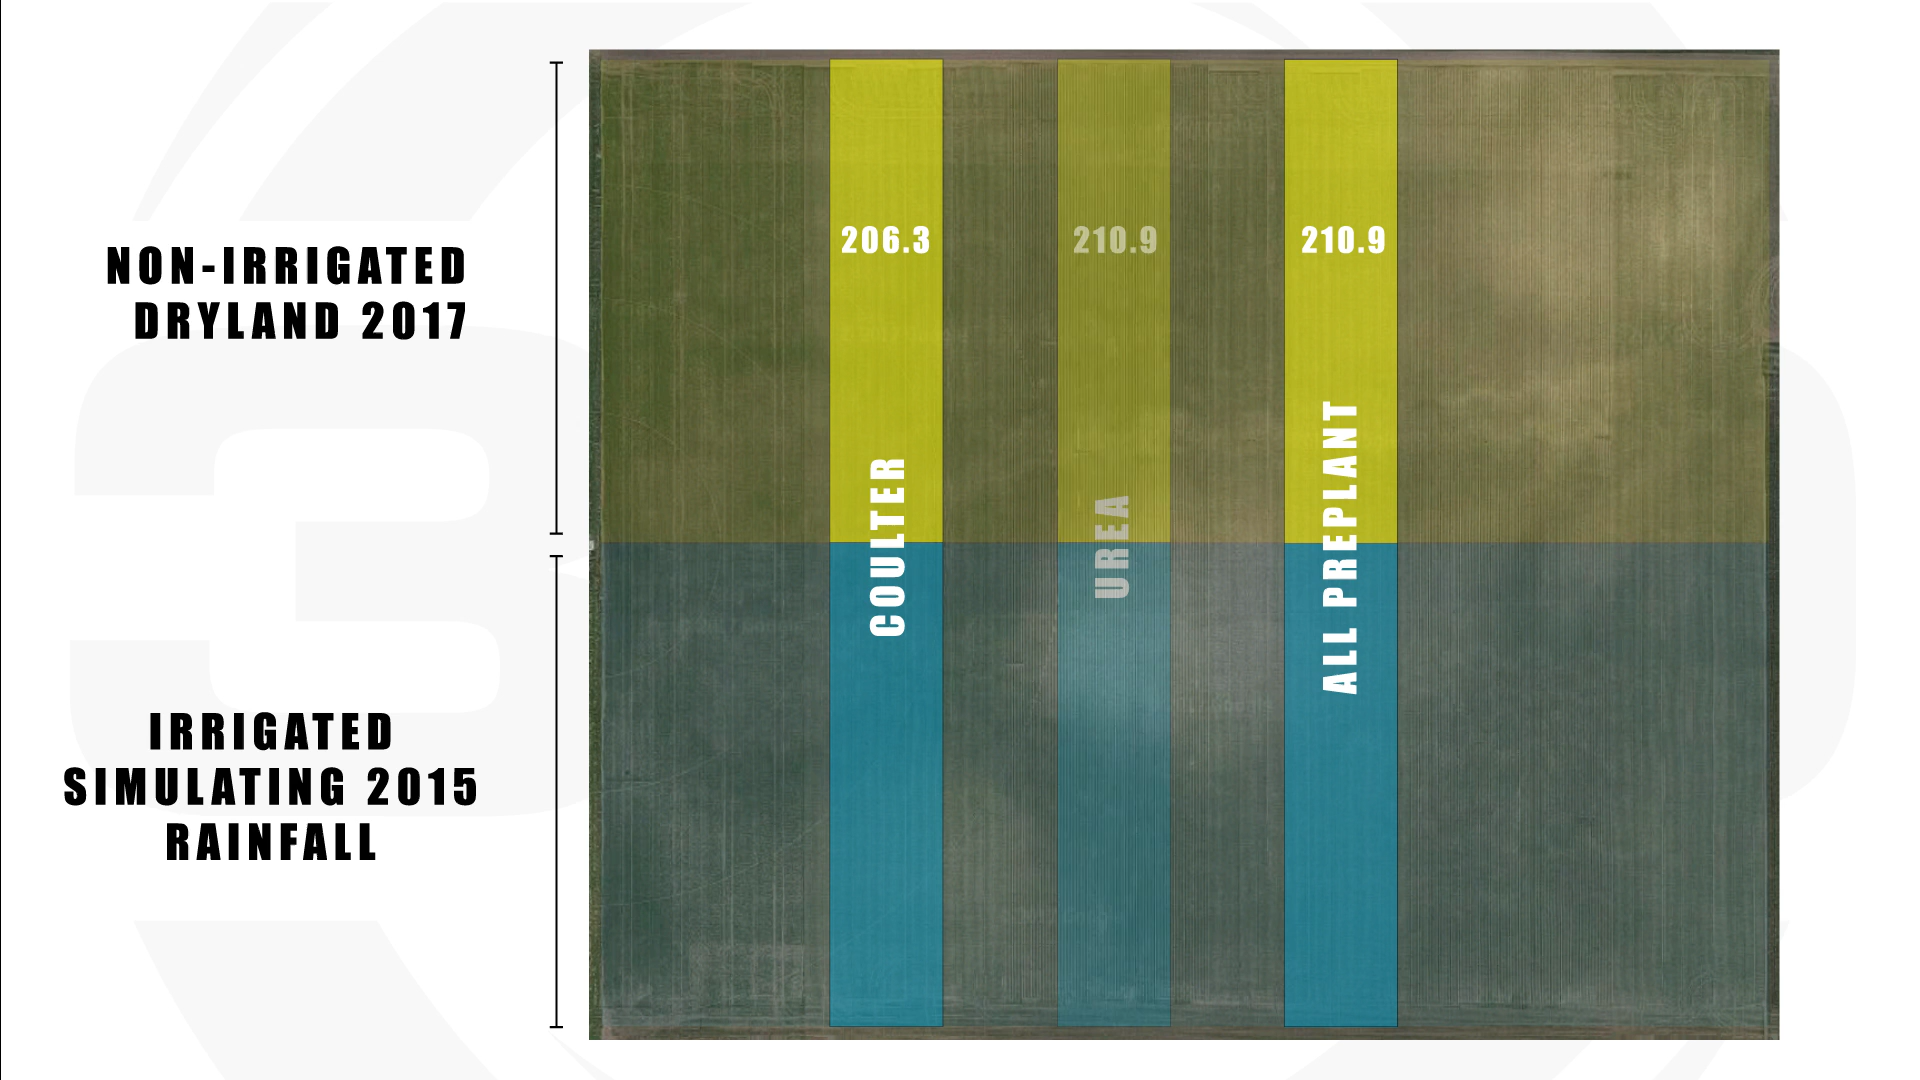 NON-IRRIGATED
DRYLAND 2017
IRRIGATED
SIMULATING 2015
RAINFALL
206.3
210.9
210.9
COULTER
UREA
ALL PREPLANT